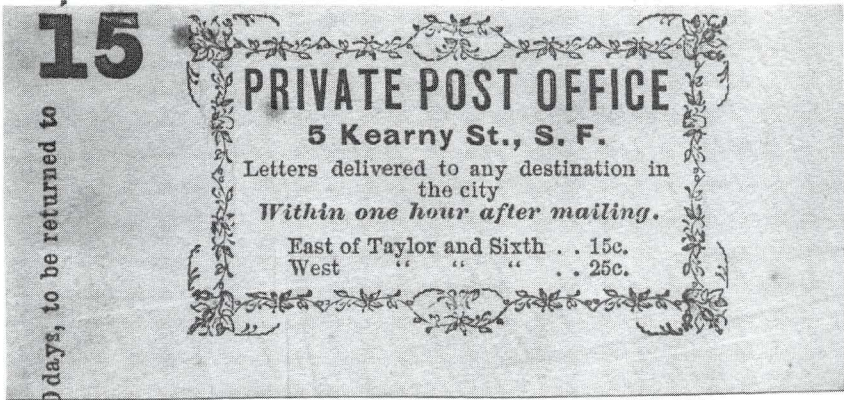 15
PRIVATE POST OFFICE
5 Kearny St., S. F.
Letters delivered to any destination in
the city
Within one hour after mailing.
East of Taylor and Sixth . . 15c.
West “ “ “ . . 25c.
days, to be returned to